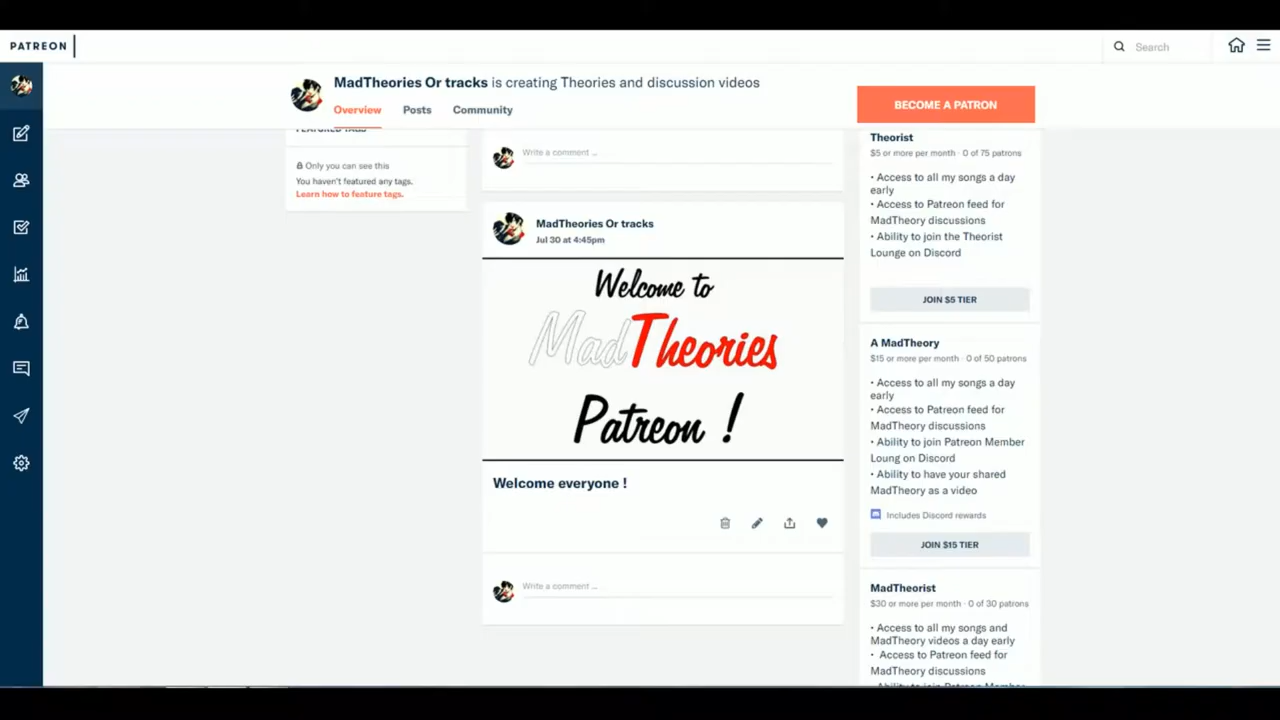 PATREON
Search
MadTheories Or tracks is creating Theories and discussion videos
Overview
Posts
Community
BECOME A PATRON
FEATURED TAGS
Only you can see this
You haven't featured any tags.
Learn how to feature tags.
Write a comment ...
MadTheories Or tracks
Jul 30 at 4:45pm
Welcome to
MadTheories
Patreon !
Welcome everyone !
Write a comment ...
Theorist
$5 or more per month · 0 of 75 patrons
• Access to all my songs a day
early
• Access to Patreon feed for
MadTheory discussions
• Ability to join the Theorist
Lounge on Discord
JOIN $5 TIER
A MadTheory
$15 or more per month · 0 of 50 patrons
• Access to all my songs a day
early
• Access to Patreon feed for
MadTheory discussions
• Ability to join Patreon Member
Loung on Discord
• Ability to have your shared
MadTheory as a video
Includes Discord rewards
JOIN $15 TIER
MadTheorist
$30 or more per month · 0 of 30 patrons
• Access to all my songs and
MadTheory videos a day early
• Access to Patreon feed for
MadTheory discussions
• Ability to join Patreon Member